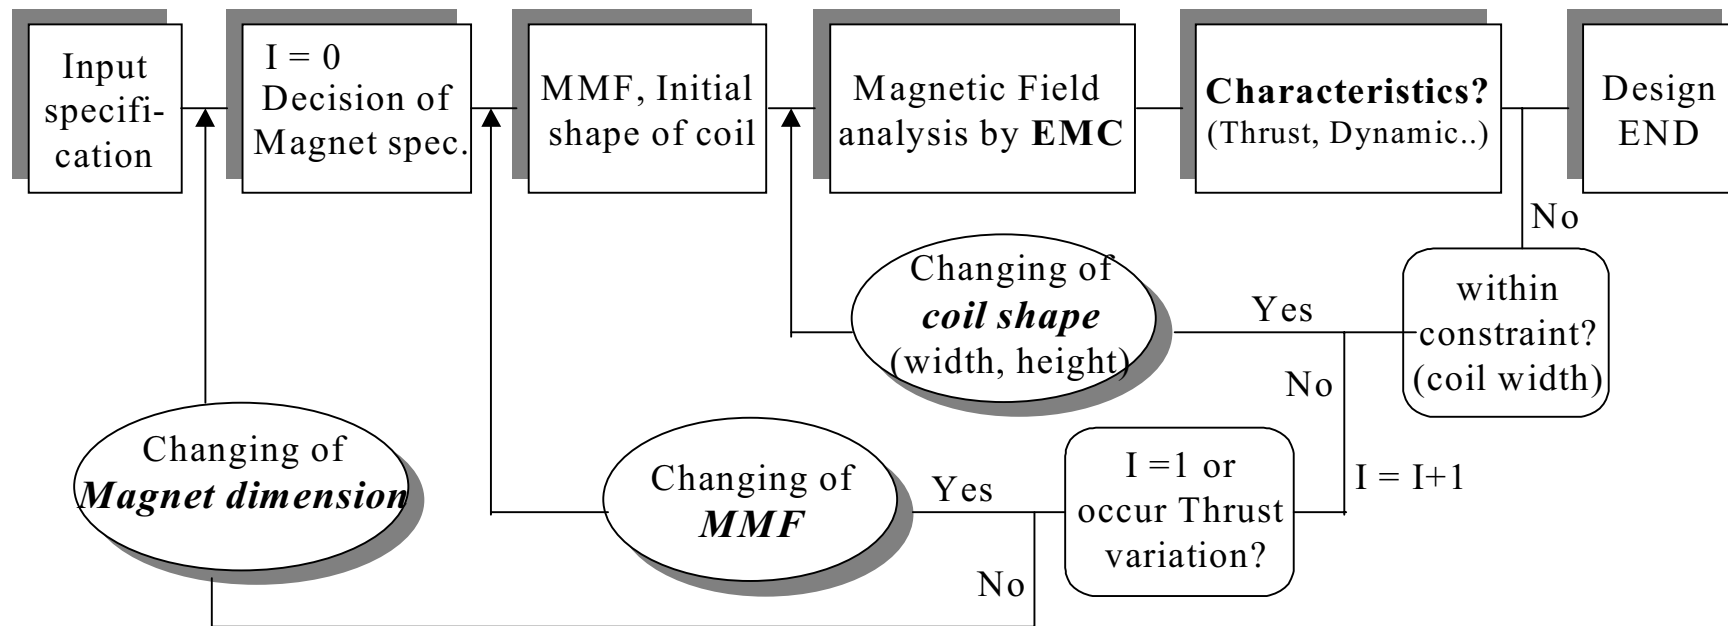 Input
specifi-
cation
I = 0
Decision of
Magnet spec.
MMF, Initial
shape of coil
Magnetic Field
analysis by EMC
Characteristics?
(Thrust, Dynamic..)
Design
END
No
within
constraint?
(coil width)
Yes
Changing of
coil shape
(width, height)
No
I = I+1
I =1 or
occur Thrust
variation?
Yes
Changing of
MMF
No
Changing of
Magnet dimension